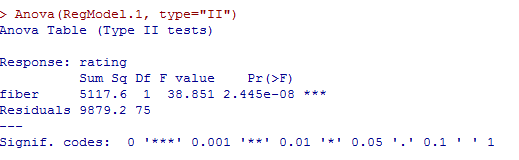 > Anova(RegModel.1, type="II")
Anova Table (Type II tests)
Response: rating
Sum Sq Df F value Pr(>F)
fiber 5117.6 1 38.851 2.445e-08 ***
Residuals 9879.2 75
---
Signif. codes: 0 '***' 0.001 '**' 0.01 '*' 0.05 '.' 0.1 ' ' 1